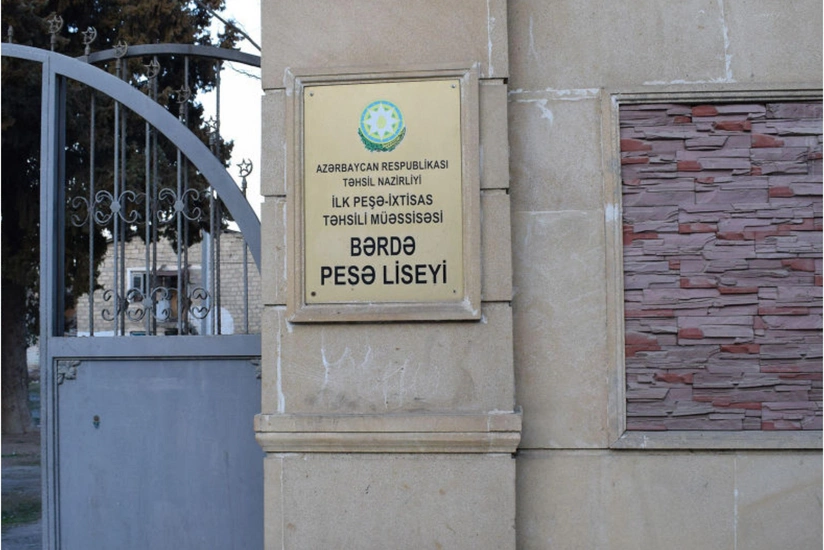 AZƏRBAYCAN RESPUBLİKASI
TƏHSİL NAZİRLİYİ
İLK PEŞƏ-İXTİSAS
TƏHSİLİ MÜƏSSİSƏSİ
BƏRDƏ
PEŞƏ LİSEYİ